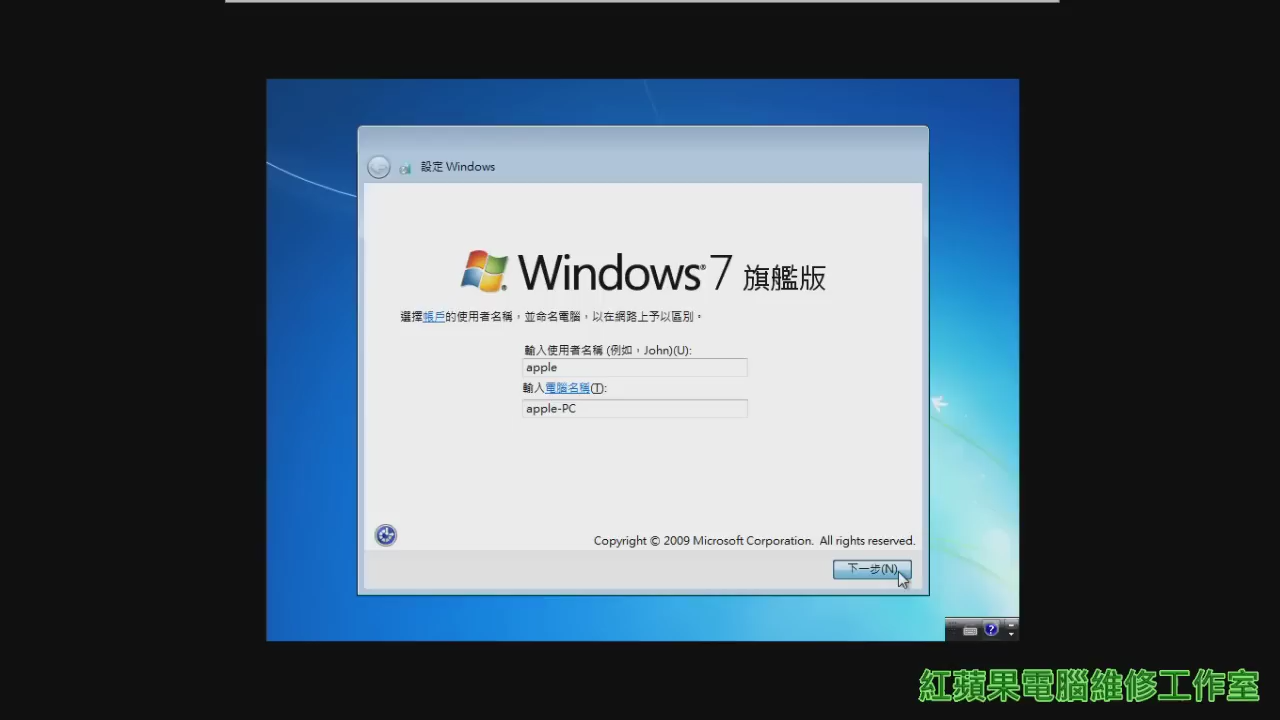 設定 Windows
Windows® 7 旗艦版
選擇帳戶的使用者名稱，並命名電腦，以在網路上予以區別。
輸入使用者名稱 (例如，John)(U):
apple
輸入電腦名稱(T):
apple-PC
Copyright © 2009 Microsoft Corporation. All rights reserved.
下一步(N)
紅蘋果電腦維修工作室